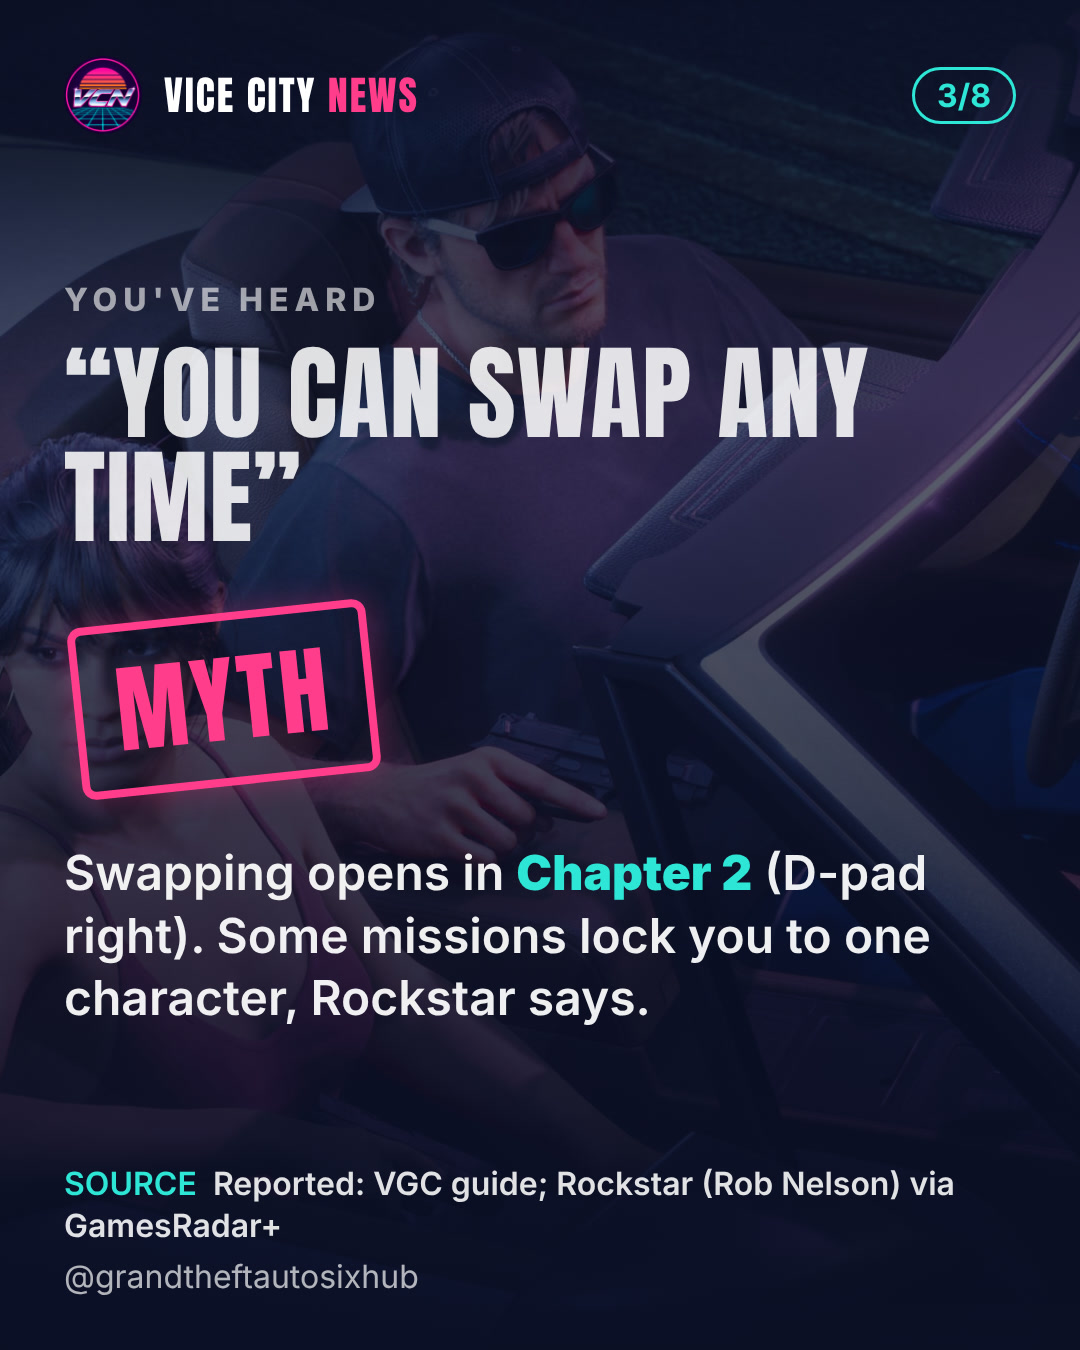 VCN
VICE CITY NEWS
3/8
YOU'VE HEARD
“YOU CAN SWAP ANY
TIME”
MYTH
Swapping opens in Chapter 2 (D-pad
right). Some missions lock you to one
character, Rockstar says.
SOURCE Reported: VGC guide; Rockstar (Rob Nelson) via
GamesRadar+
@grandtheftautosixhub